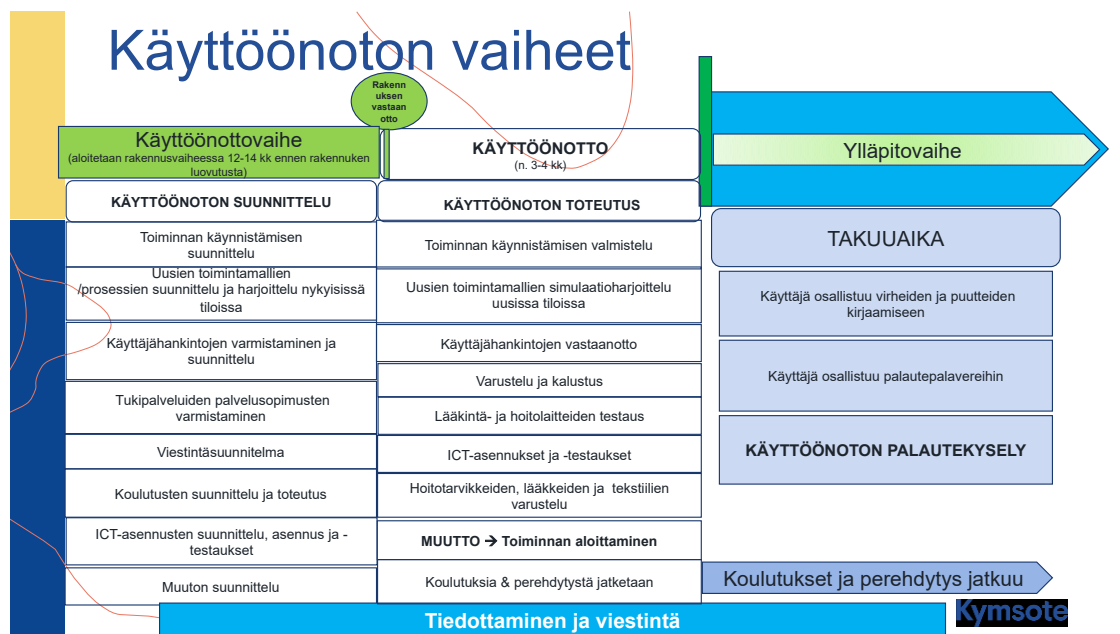 Käyttöönoton vaiheet
Rakenn
uksen
vastaan
otto
Käyttöönottovaihe
(aloitetaan rakennusvaiheessa 12-14 kk ennen rakennuken
luovutusta)
KÄYTTÖÖNOTTO
(n. 3-4 kk)
Ylläpitovaihe
KÄYTTÖÖNOTON SUUNNITTELU
Toiminnan käynnistämisen
suunnittelu
Uusien toimintamallien
/prosessien suunnittelu ja harjoittelu nykyisissä
tiloissa
Käyttäjähankintojen varmistaminen ja
suunnittelu
Tukipalveluiden palvelusopimusten
varmistaminen
Viestintäsuunnitelma
Koulutusten suunnittelu ja toteutus
ICT-asennusten suunnittelu, asennus ja -
testaukset
Muuton suunnittelu
KÄYTTÖÖNOTON TOTEUTUS
Toiminnan käynnistämisen valmistelu
Uusien toimintamallien simulaatioharjoittelu
uusissa tiloissa
Käyttäjähankintojen vastaanotto
Varustelu ja kalustus
Lääkintä- ja hoitolaitteiden testaus
ICT-asennukset ja -testaukset
Hoitotarvikkeiden, lääkkeiden ja tekstiilien
varustelu
MUUTTO → Toiminnan aloittaminen
Koulutuksia & perehdytystä jatketaan
TAKUUAIKA
Käyttäjä osallistuu virheiden ja puutteiden
kirjaamiseen
Käyttäjä osallistuu palautepalavereihin
KÄYTTÖÖNOTON PALAUTEKYSELY
Koulutukset ja perehdytys jatkuu
Tiedottaminen ja viestintä
Kymsote